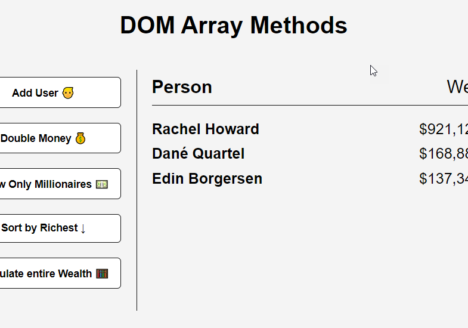 DOM Array Methods
Add User 👱
Double Money 💰
w Only Millionaires 💵
Sort by Richest ↓
ulate entire Wealth 🧮
Person We
Rachel Howard $921,12
Dané Quartel $168,88
Edin Borgersen $137,34